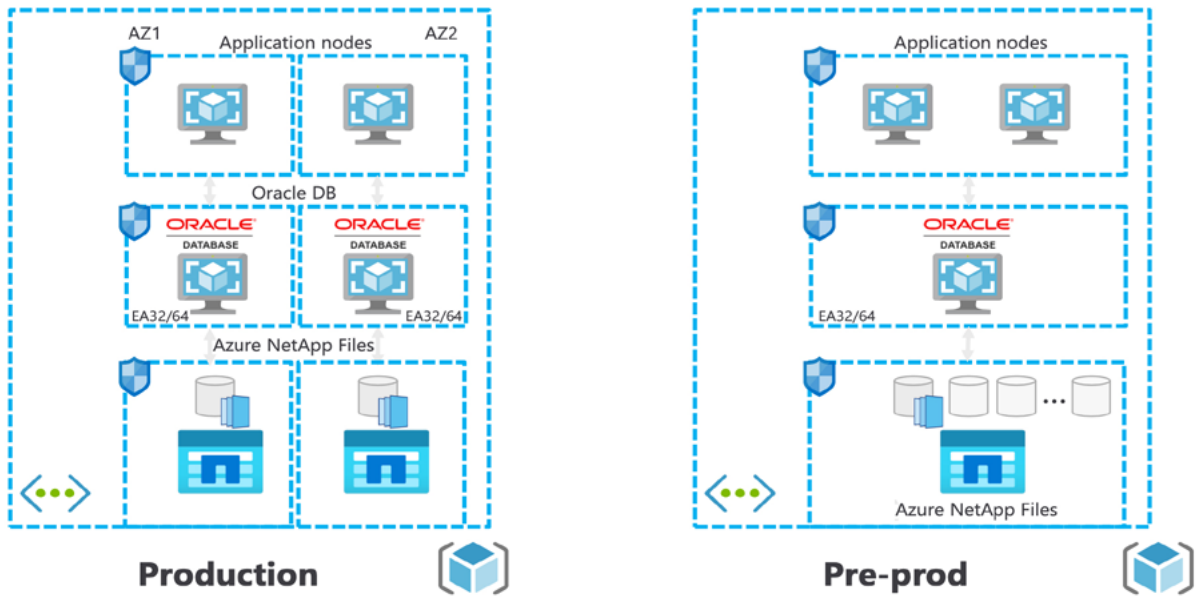 AZ1
Application nodes
AZ2
Oracle DB
ORACLE®
DATABASE
ORACLE®
DATABASE
EA32/64
EA32/64
Azure NetApp Files
Production
Application nodes
ORACLE®
DATABASE
EA32/64
...
Azure NetApp Files
Pre-prod